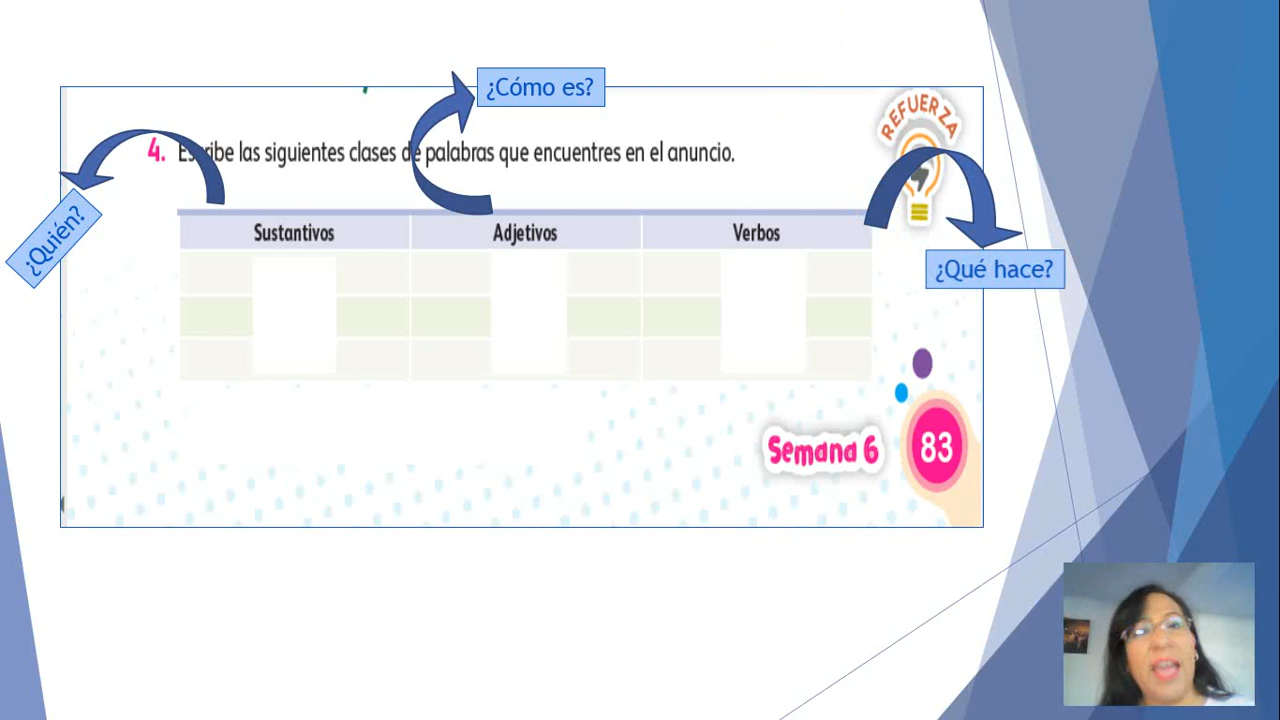 ¿Cómo es?
REFUERZA
4. Escribe las siguientes clases de palabras que encuentres en el anuncio.
¿Quién?
Sustantivos Adjetivos Verbos
¿Qué hace?
Semana 6 83